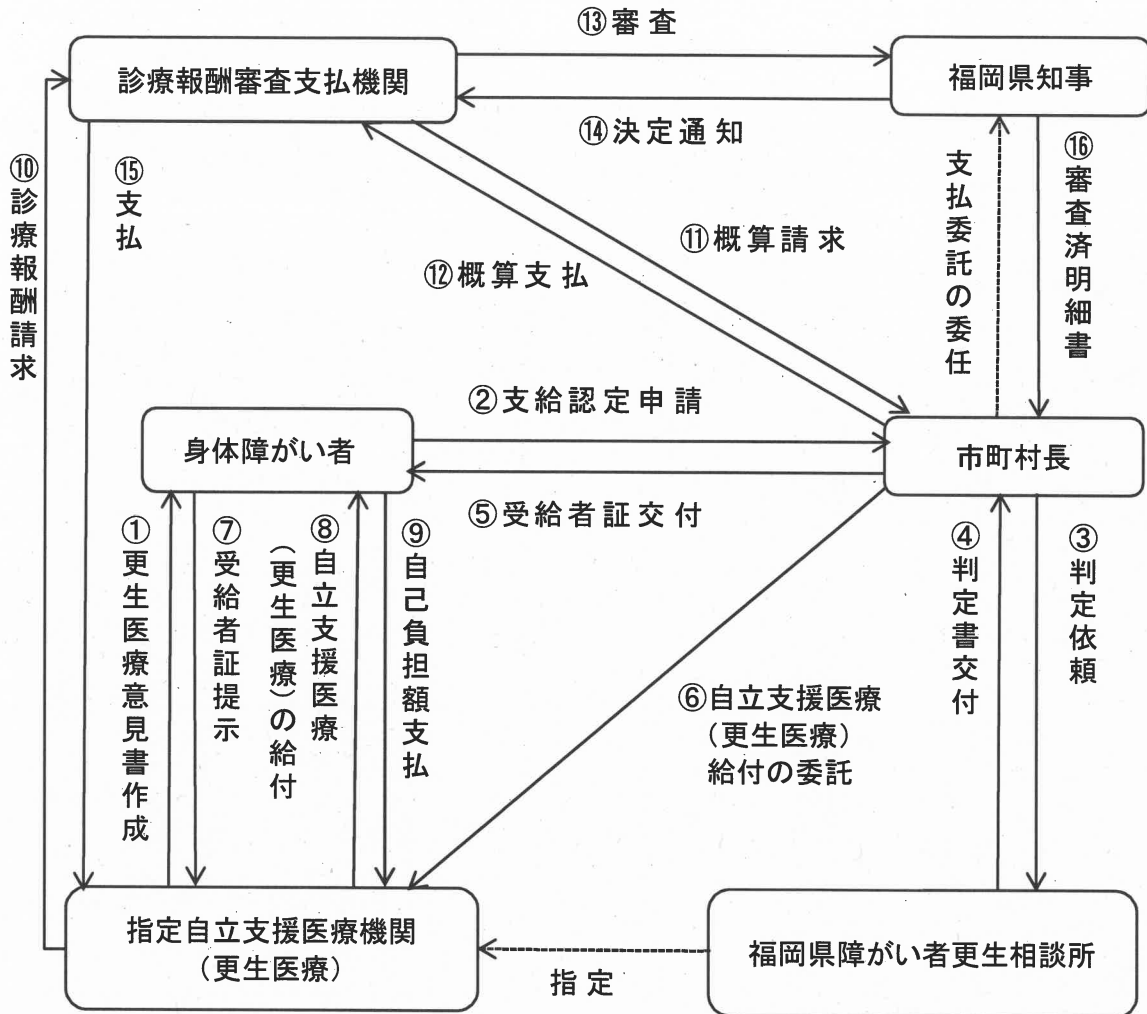 ⑬審査
診療報酬審査支払機関
福岡県知事
⑭決定通知
⑩診療報酬請求
⑮支払
⑪概算請求
⑫概算支払
支払委託の委任
⑯審査済明細書
②支給認定申請
身体障がい者
市町村長
⑤受給者証交付
①更生医療意見書作成
⑦受給者証提示
⑧自立支援医療
(更生医療)の給付
⑨自己負担額支払
④判定書交付
③判定依頼
⑥自立支援医療
(更生医療)
給付の委託
指定自立支援医療機関
(更生医療)
福岡県障がい者更生相談所
指定